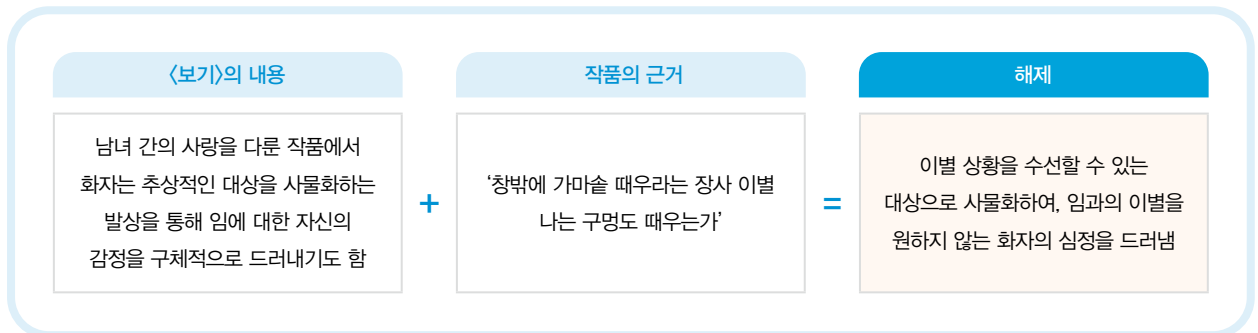 〈보기〉의 내용
남녀 간의 사랑을 다룬 작품에서
화자는 추상적인 대상을 사물화하는
발상을 통해 임에 대한 자신의
감정을 구체적으로 드러내기도 함
+
작품의 근거
‘창밖에 가마솥 때우라는 장사 이별
나는 구멍도 때우는가’
=
해제
이별 상황을 수선할 수 있는
대상으로 사물화하여, 임과의 이별을
원하지 않는 화자의 심정을 드러냄